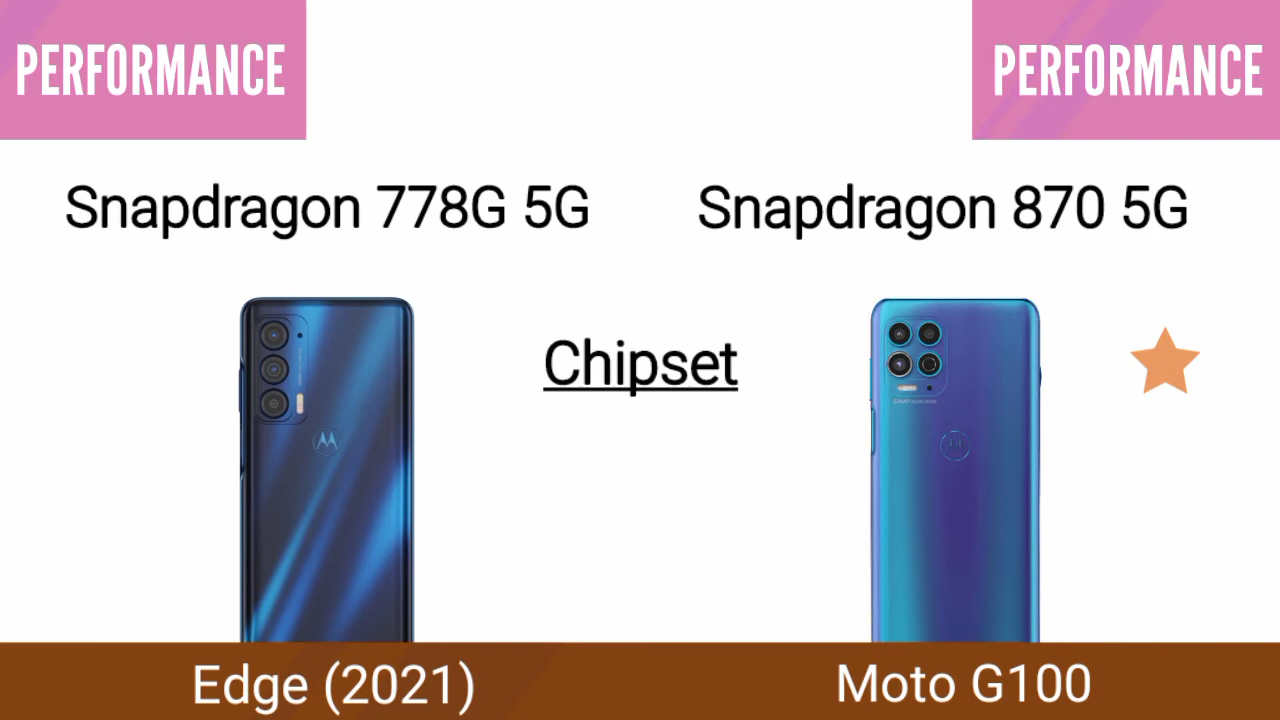 PERFORMANCE
PERFORMANCE
Snapdragon 778G 5G
Snapdragon 870 5G
Chipset
Edge (2021)
Moto G100